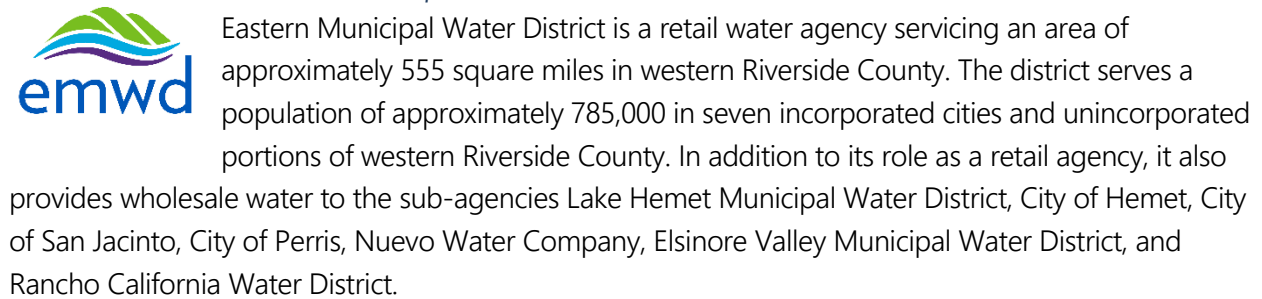 Eastern Municipal Water District is a retail water agency servicing an area of
approximately 555 square miles in western Riverside County. The district serves a
emwd
population of approximately 785,000 in seven incorporated cities and unincorporated
portions of western Riverside County. In addition to its role as a retail agency, it also
provides wholesale water to the sub-agencies Lake Hemet Municipal Water District, City of Hemet, City
of San Jacinto, City of Perris, Nuevo Water Company, Elsinore Valley Municipal Water District, and
Rancho California Water District.